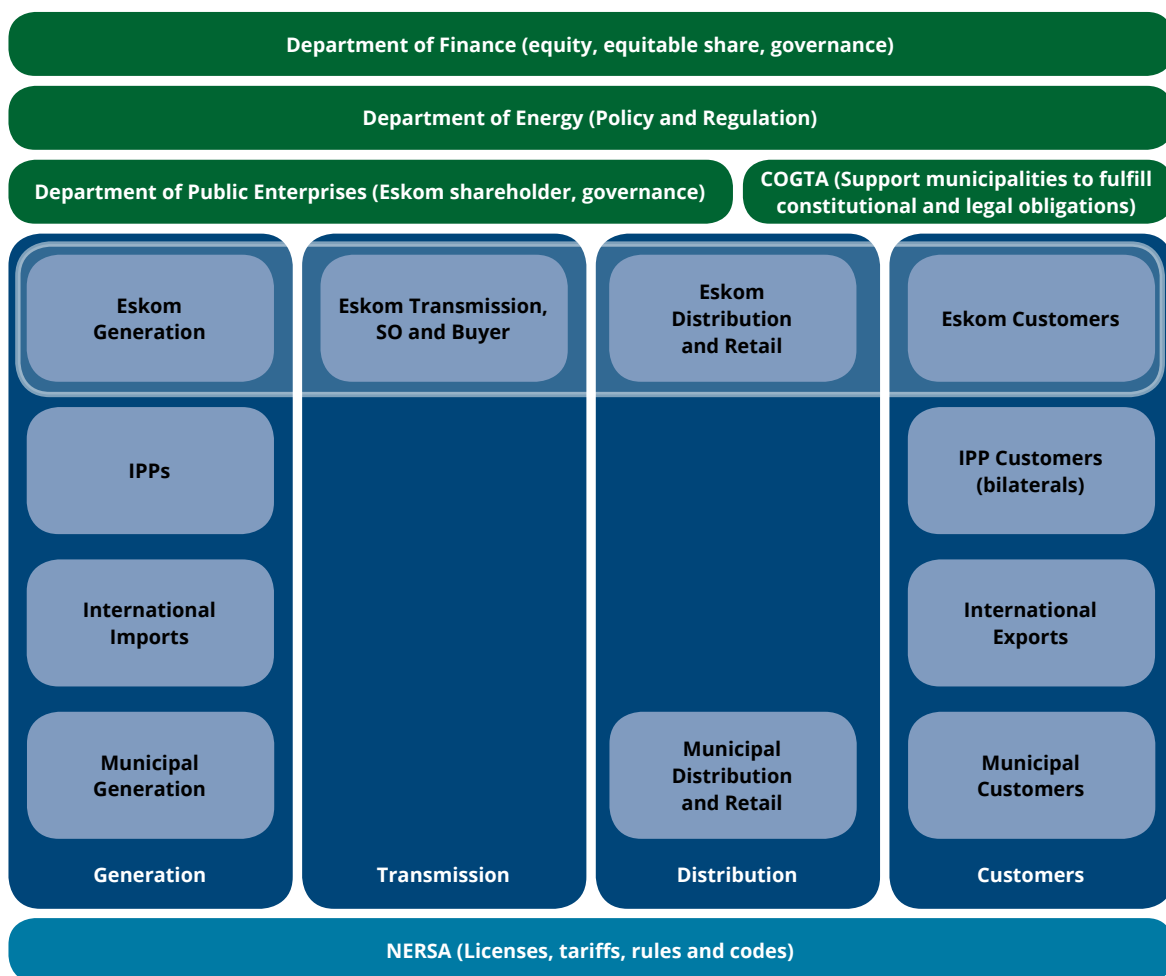 Department of Finance (equity, equitable share, governance)
Department of Energy (Policy and Regulation)
Department of Public Enterprises (Eskom shareholder, governance)
COGTA (Support municipalities to fulfill
constitutional and legal obligations)
Eskom
Generation
Eskom Transmission,
SO and Buyer
Eskom
Distribution
and Retail
Eskom Customers
IPPs
IPP Customers
(bilaterals)
International
Imports
International
Exports
Municipal
Generation
Municipal
Distribution
and Retail
Municipal
Customers
Generation
Transmission
Distribution
Customers
NERSA (Licenses, tariffs, rules and codes)